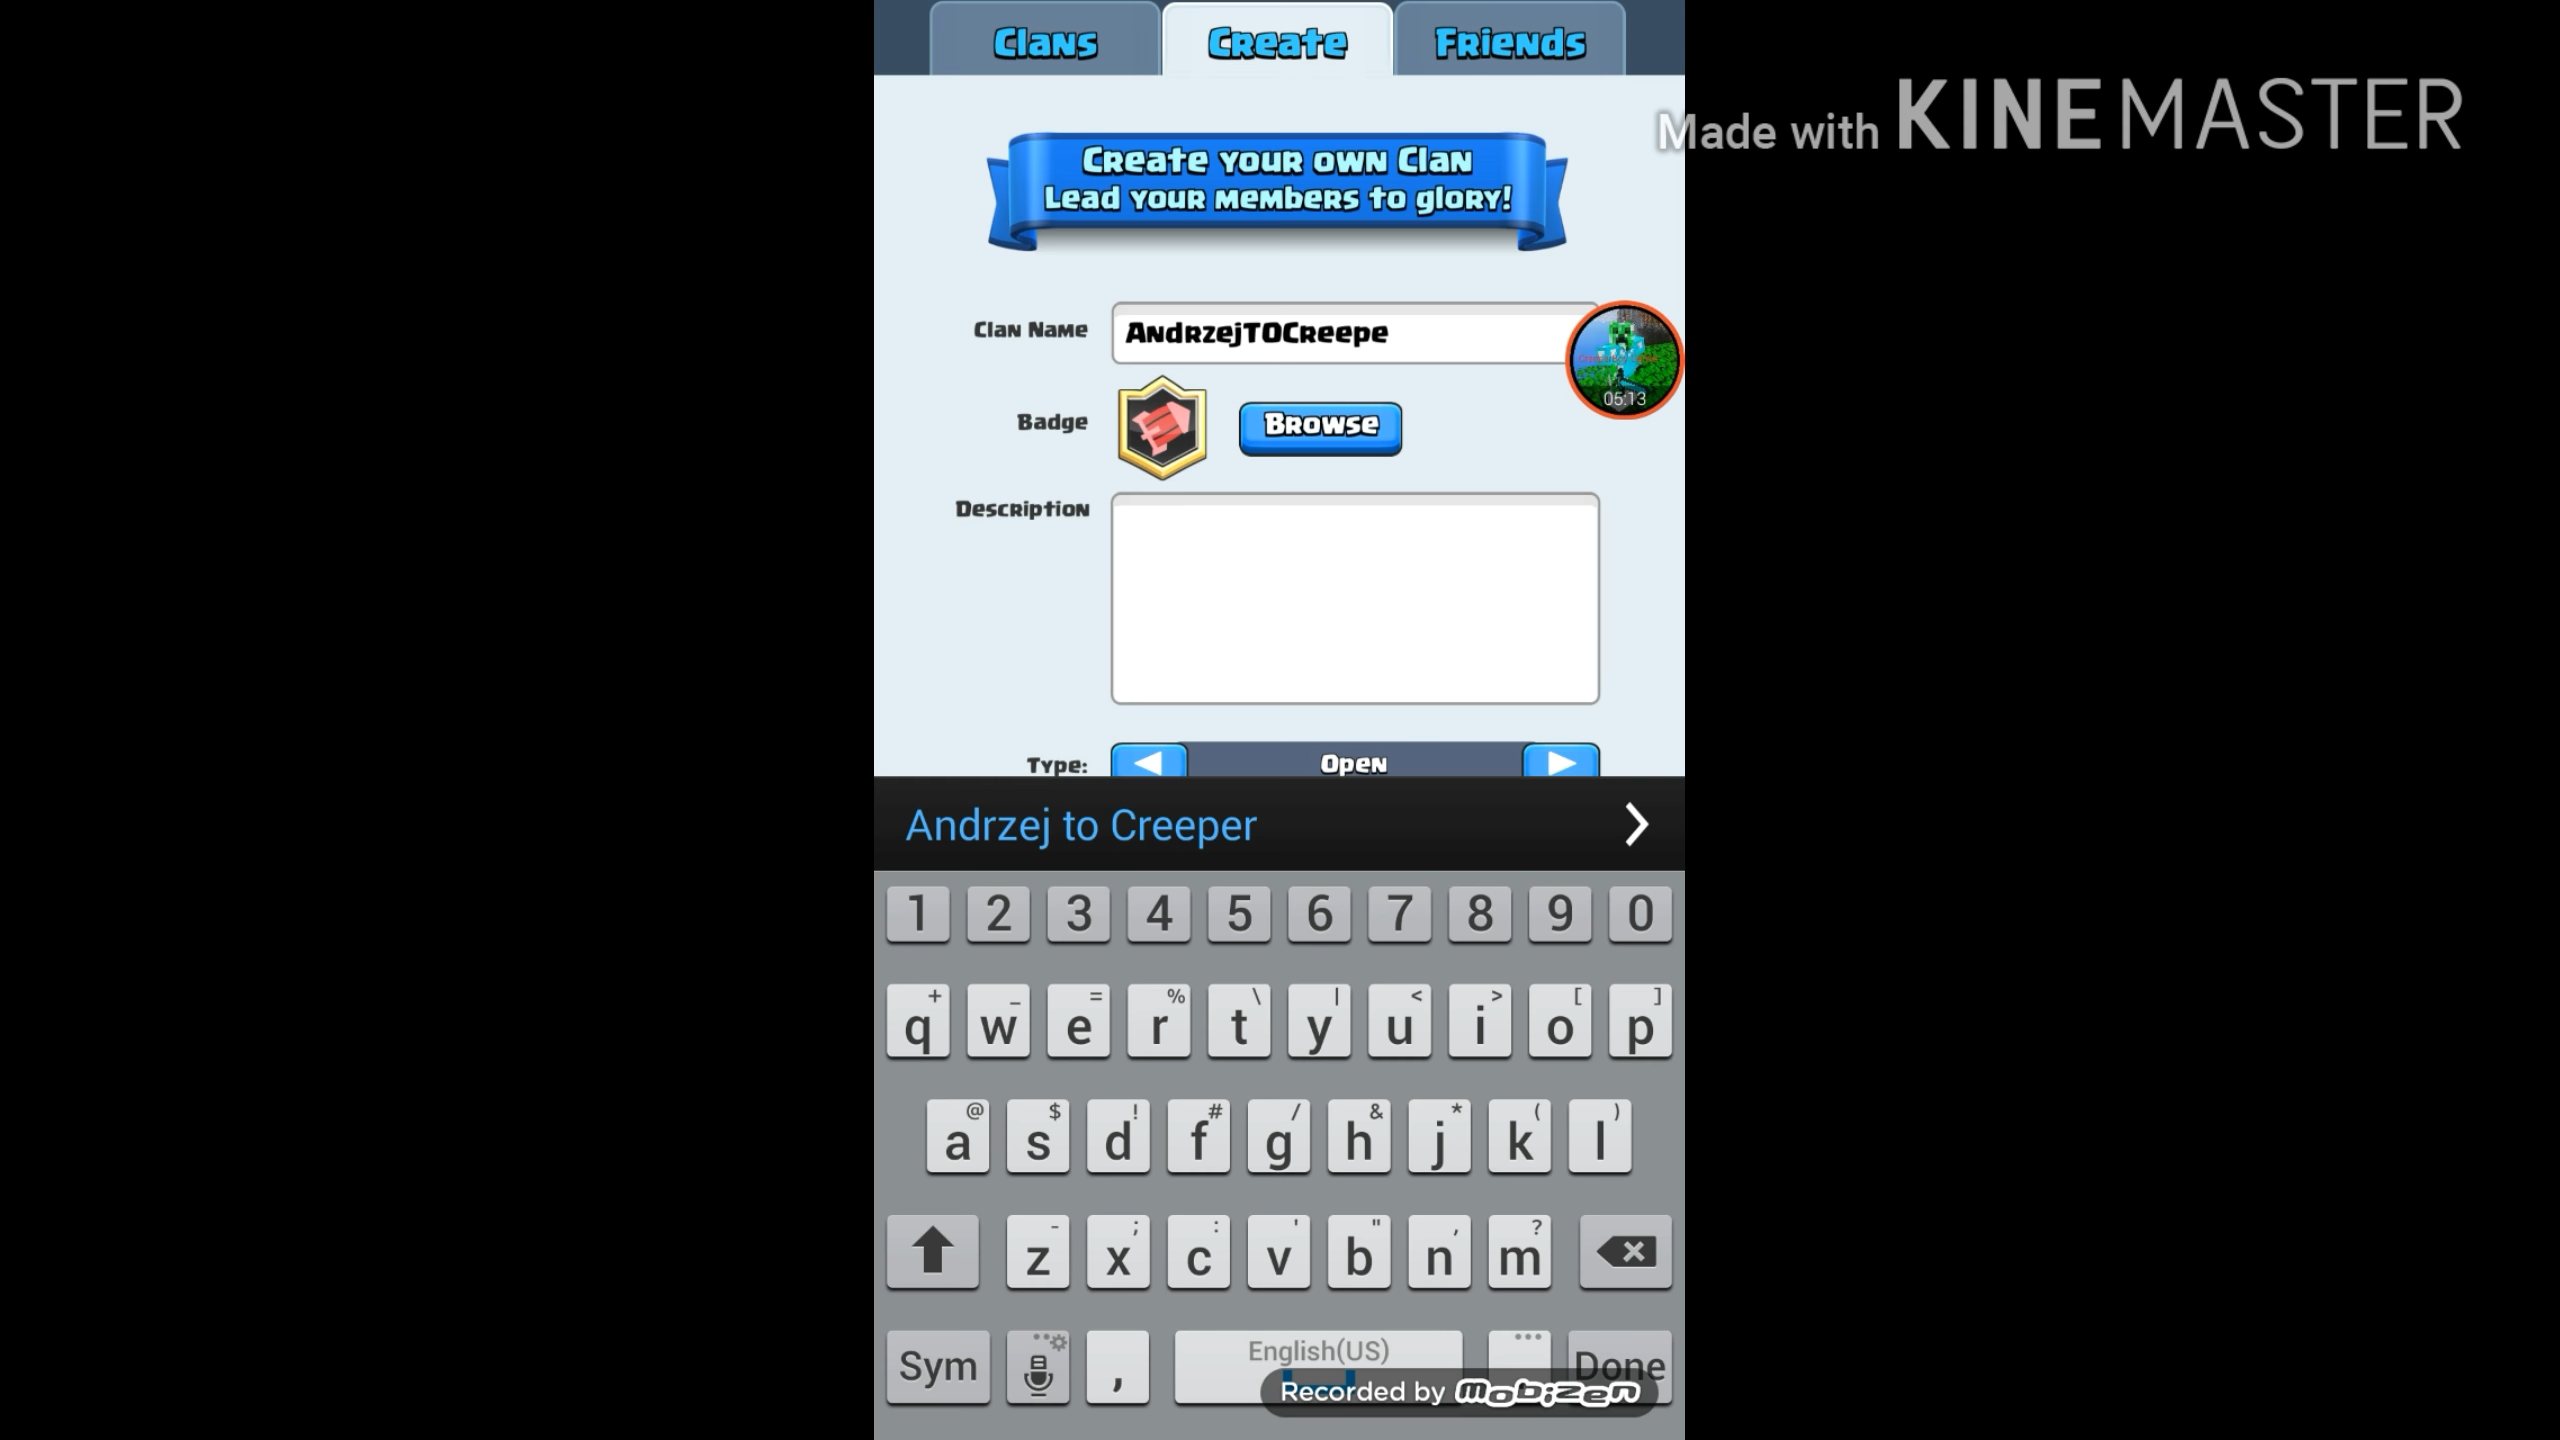 Clans Create Friends
Made with KINEMASTER
Create your own Clan
Lead your members to glory!
Clan Name AndrzejTOCreepe
05:13
Badge Browse
Description
Type: Open
Andrzej to Creeper
1 2 3 4 5 6 7 8 9 0
+ _ = % \ | < > [ ]
q w e r t y u i o p
@ $ ! # / & * ( )
a s d f g h j k l
- ; : ' " , ?
z x c v b n m
Sym , English(US) Done
Recorded by mobizen